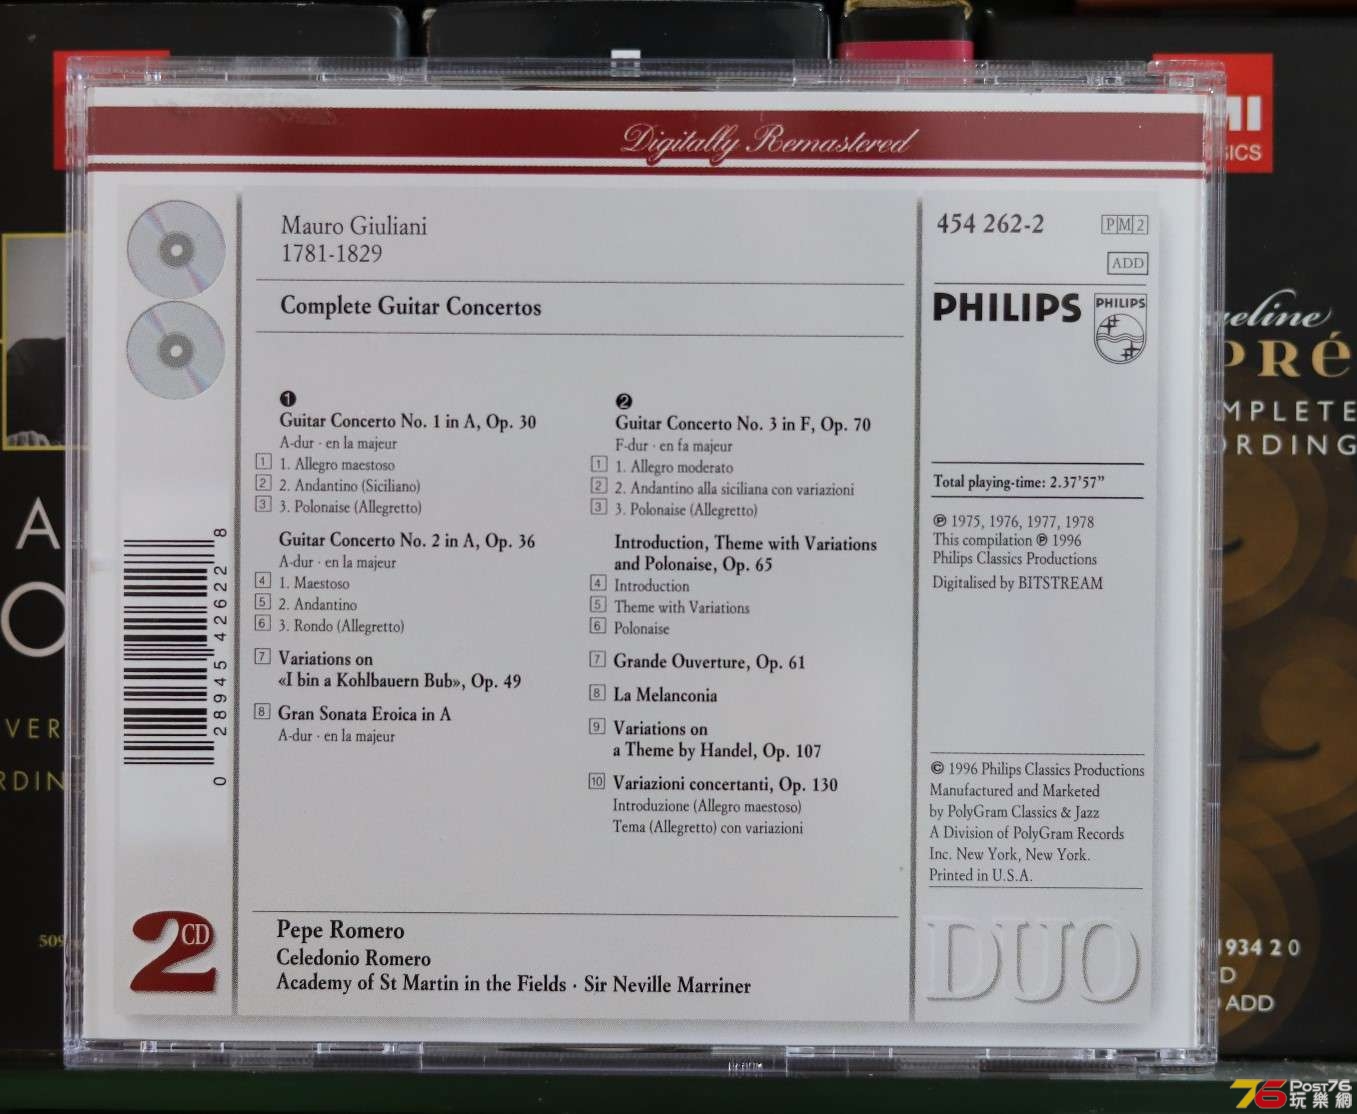 Digitally Remastered
Mauro Giuliani
1781-1829
Complete Guitar Concertos
454 262-2
PM2
ADD
PHILIPS
PHILIPS
❶
Guitar Concerto No. 1 in A, Op. 30
A-dur · en la majeur
1 1. Allegro maestoso
2 2. Andantino (Siciliano)
3 3. Polonaise (Allegretto)
Guitar Concerto No. 2 in A, Op. 36
A-dur · en la majeur
4 1. Maestoso
5 2. Andantino
6 3. Rondo (Allegretto)
7 Variations on
«I bin a Kohlbauern Bub», Op. 49
8 Gran Sonata Eroica in A
A-dur · en la majeur
❷
Guitar Concerto No. 3 in F, Op. 70
F-dur · en fa majeur
1 1. Allegro moderato
2 2. Andantino alla siciliana con variazioni
3 3. Polonaise (Allegretto)
Introduction, Theme with Variations
and Polonaise, Op. 65
4 Introduction
5 Theme with Variations
6 Polonaise
7 Grande Ouverture, Op. 61
8 La Melanconia
9 Variations on
a Theme by Handel, Op. 107
10 Variazioni concertanti, Op. 130
Introduzione (Allegro maestoso)
Tema (Allegretto) con variazioni
Total playing-time: 2.37'57"
℗ 1975, 1976, 1977, 1978
This compilation ℗ 1996
Philips Classics Productions
Digitalised by BITSTREAM
© 1996 Philips Classics Productions
Manufactured and Marketed
by PolyGram Classics & Jazz
A Division of PolyGram Records
Inc. New York, New York.
Printed in U.S.A.
DUO
0 28945 42622 8
2CD
Pepe Romero
Celedonio Romero
Academy of St Martin in the Fields · Sir Neville Marriner
PRÉ
ADD
Post76
玩樂網